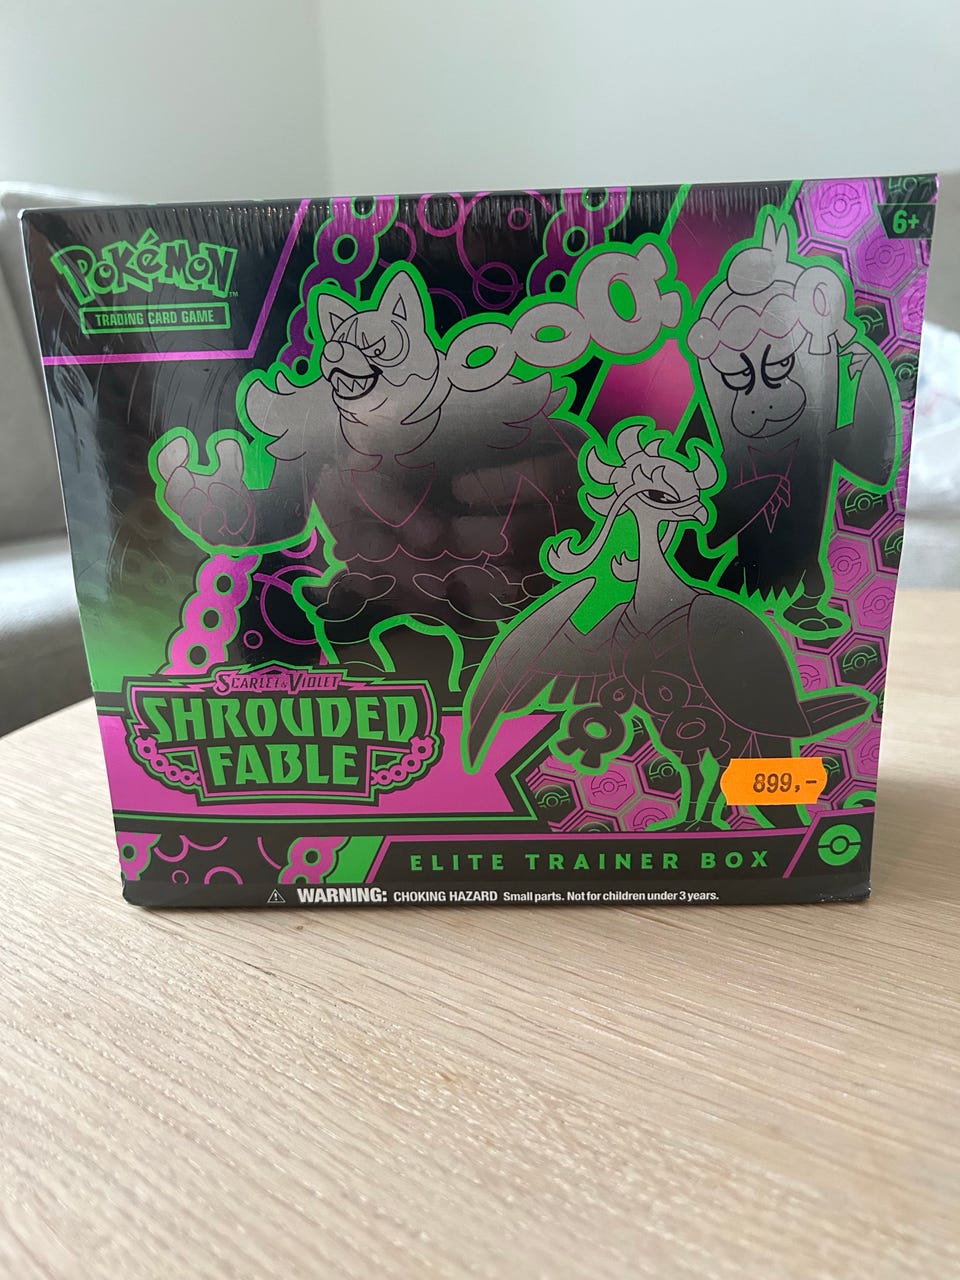 POKéMON
TM
TRADING CARD GAME
6+
SCARLET & VIOLET
SHROUDED
FABLE
899,-
ELITE TRAINER BOX
WARNING: CHOKING HAZARD Small parts. Not for children under 3 years.